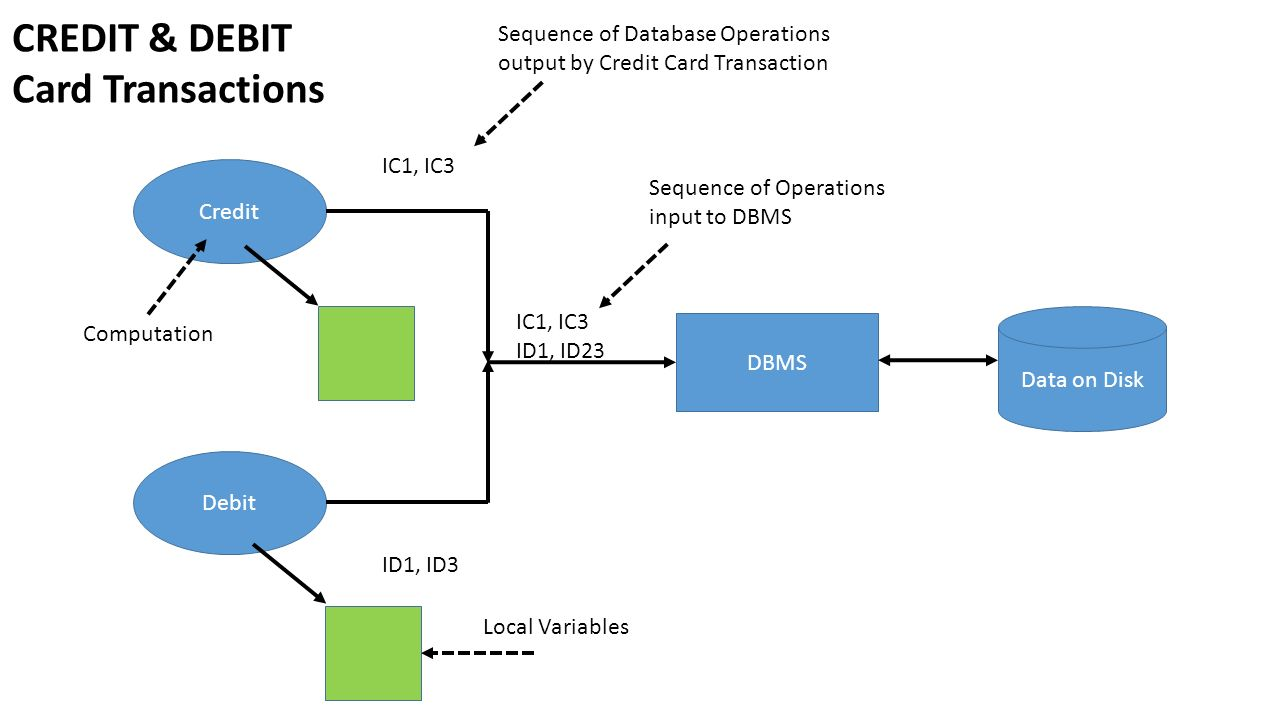 CREDIT & DEBIT
Card Transactions
Sequence of Database Operations
output by Credit Card Transaction
IC1, IC3
Sequence of Operations
input to DBMS
Credit
Computation
IC1, IC3
ID1, ID23
DBMS
Data on Disk
Debit
ID1, ID3
Local Variables